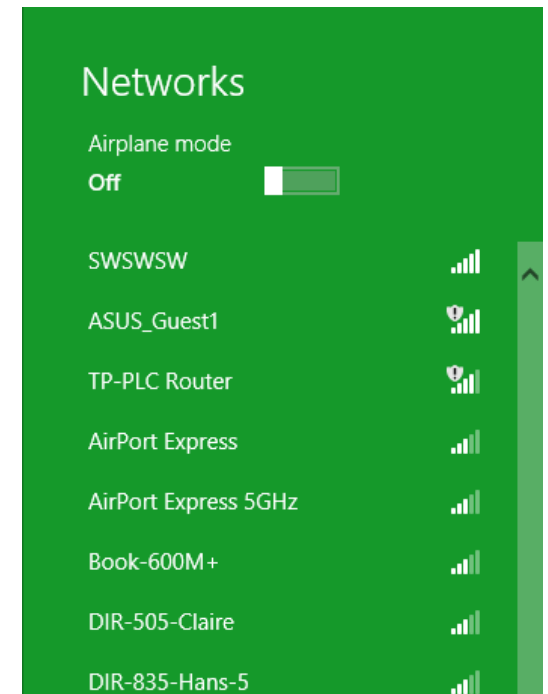 Networks
Airplane mode
Off
SWSWSW
ASUS_Guest1
TP-PLC Router
AirPort Express
AirPort Express 5GHz
Book-600M+
DIR-505-Claire
DIR-835-Hans-5